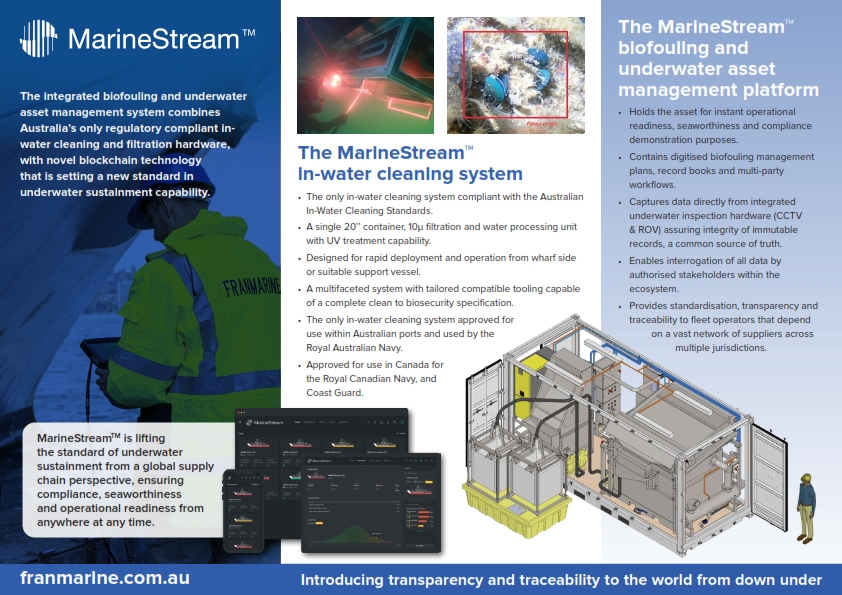 MarineStream™
The integrated biofouling and underwater
asset management system combines
Australia's only regulatory compliant in-
water cleaning and filtration hardware,
with novel blockchain technology
that is setting a new standard in
underwater sustainment capability.
FRANMARINE
MarineStream™ is lifting
the standard of underwater
sustainment from a global supply
chain perspective, ensuring
compliance, seaworthiness
and operational readiness from
anywhere at any time.
MarineStream
The MarineStream™
in-water cleaning system
• The only in-water cleaning system compliant with the Australian
In-Water Cleaning Standards.
• A single 20'' container, 10µ filtration and water processing unit
with UV treatment capability.
• Designed for rapid deployment and operation from wharf side
or suitable support vessel.
• A multifaceted system with tailored compatible tooling capable
of a complete clean to biosecurity specification.
• The only in-water cleaning system approved for
use within Australian ports and used by the
Royal Australian Navy.
• Approved for use in Canada for
the Royal Canadian Navy, and
Coast Guard.
The MarineStream™
biofouling and
underwater asset
management platform
• Holds the asset for instant operational
readiness, seaworthiness and compliance
demonstration purposes.
• Contains digitised biofouling management
plans, record books and multi-party
workflows.
• Captures data directly from integrated
underwater inspection hardware (CCTV
& ROV) assuring integrity of immutable
records, a common source of truth.
• Enables interrogation of all data by
authorised stakeholders within the
ecosystem.
• Provides standardisation, transparency and
traceability to fleet operators that depend
on a vast network of suppliers across
multiple jurisdictions.
franmarine.com.au
Introducing transparency and traceability to the world from down under